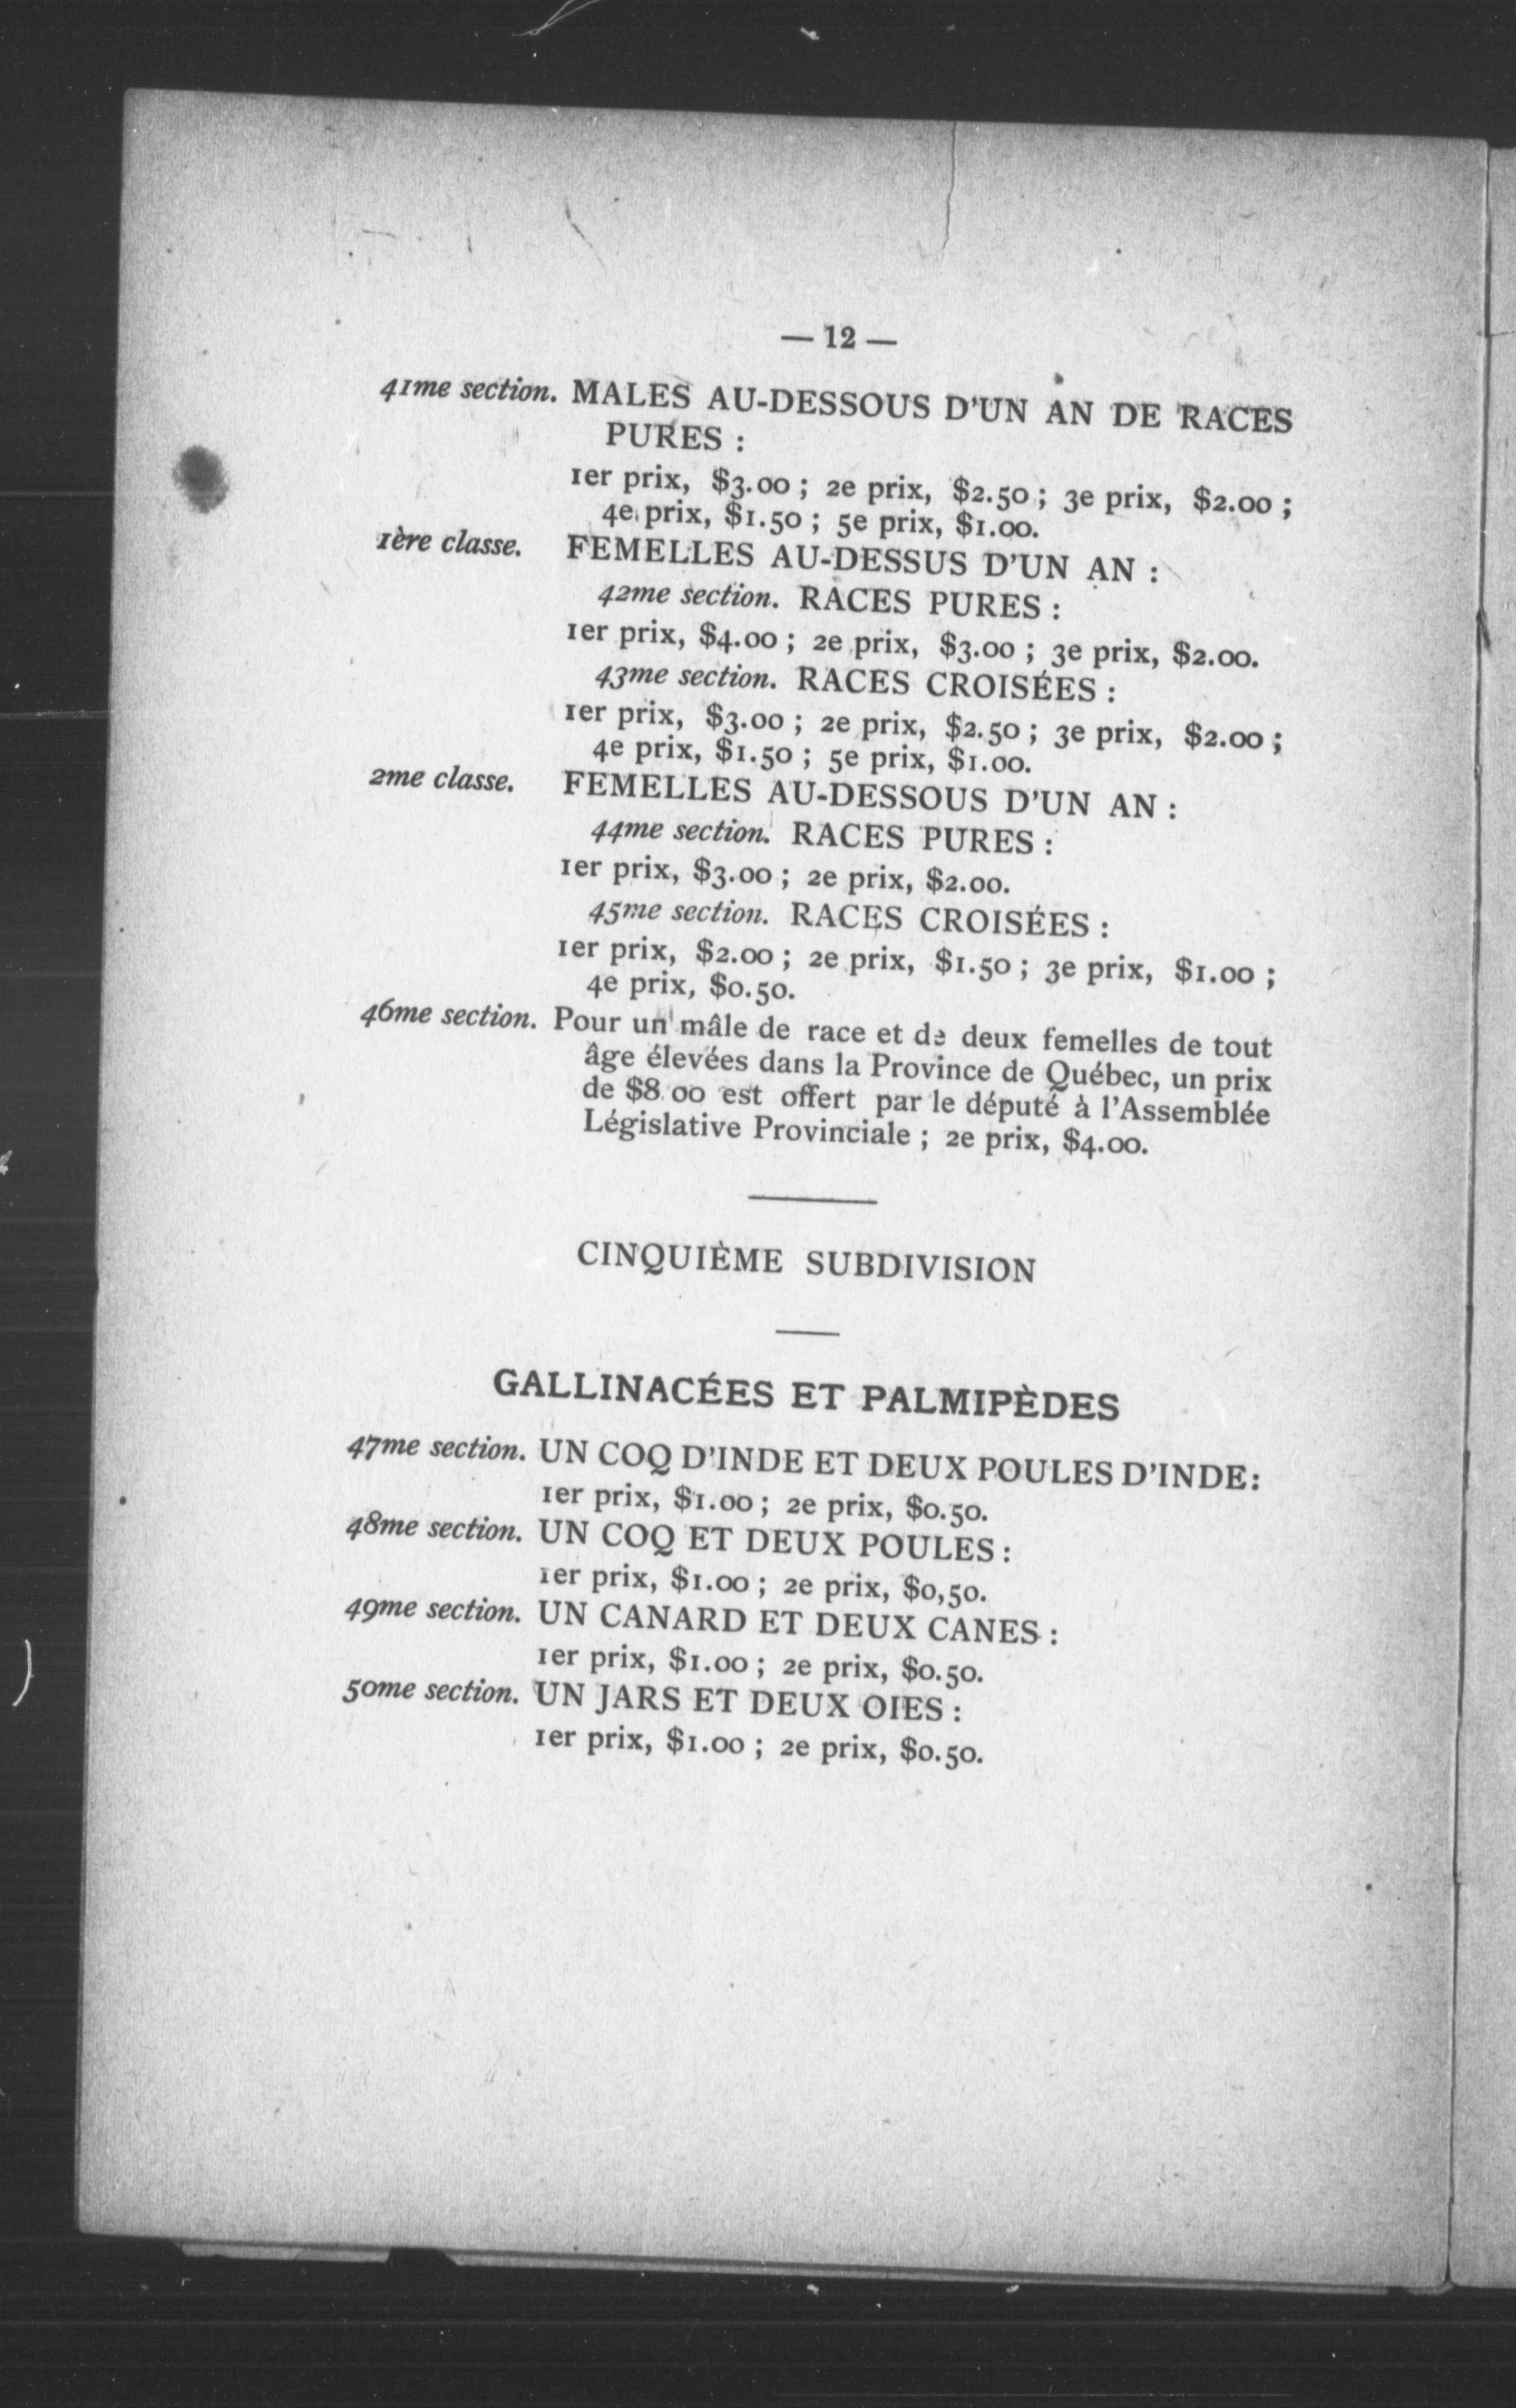 — 12 —
41me section. MALES AU-DESSOUS D'UN AN DE RACES
PURES :
1er prix, $3.00 ; 2e prix, $2.50 ; 3e prix, $2.00 ;
4e prix, $1.50 ; 5e prix, $1.00.
1ère classe. FEMELLES AU-DESSUS D'UN AN :
42me section. RACES PURES :
1er prix, $4.00 ; 2e prix, $3.00 ; 3e prix, $2.00.
43me section. RACES CROISÉES :
1er prix, $3.00 ; 2e prix, $2.50 ; 3e prix, $2.00 ;
4e prix, $1.50 ; 5e prix, $1.00.
2me classe. FEMELLES AU-DESSOUS D'UN AN :
44me section. RACES PURES :
1er prix, $3.00 ; 2e prix, $2.00.
45me section. RACES CROISÉES :
1er prix, $2.00 ; 2e prix, $1.50 ; 3e prix, $1.00 ;
4e prix, $0.50.
46me section. Pour un mâle de race et de deux femelles de tout
âge élevées dans la Province de Québec, un prix
de $8.00 est offert par le député à l'Assemblée
Législative Provinciale ; 2e prix, $4.00.
CINQUIÈME SUBDIVISION
GALLINACÉES ET PALMIPÈDES
47me section. UN COQ D'INDE ET DEUX POULES D'INDE:
1er prix, $1.00 ; 2e prix, $0.50.
48me section. UN COQ ET DEUX POULES :
1er prix, $1.00 ; 2e prix, $0,50.
49me section. UN CANARD ET DEUX CANES :
1er prix, $1.00 ; 2e prix, $0.50.
50me section. UN JARS ET DEUX OIES :
1er prix, $1.00 ; 2e prix, $0.50.